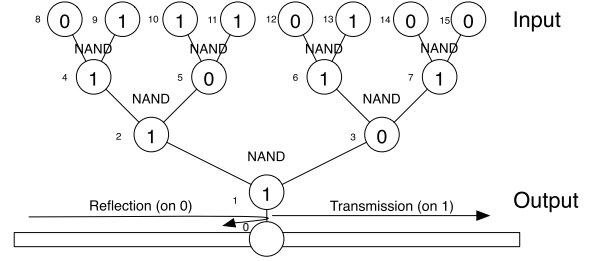 8 0 9 1 10 1 11 1 12 0 13 1 14 0 15 0 Input
NAND NAND NAND NAND
4 1 5 0 6 1 7 1
NAND NAND
2 1 3 0
NAND
1 1
Reflection (on 0) Transmission (on 1) Output
0